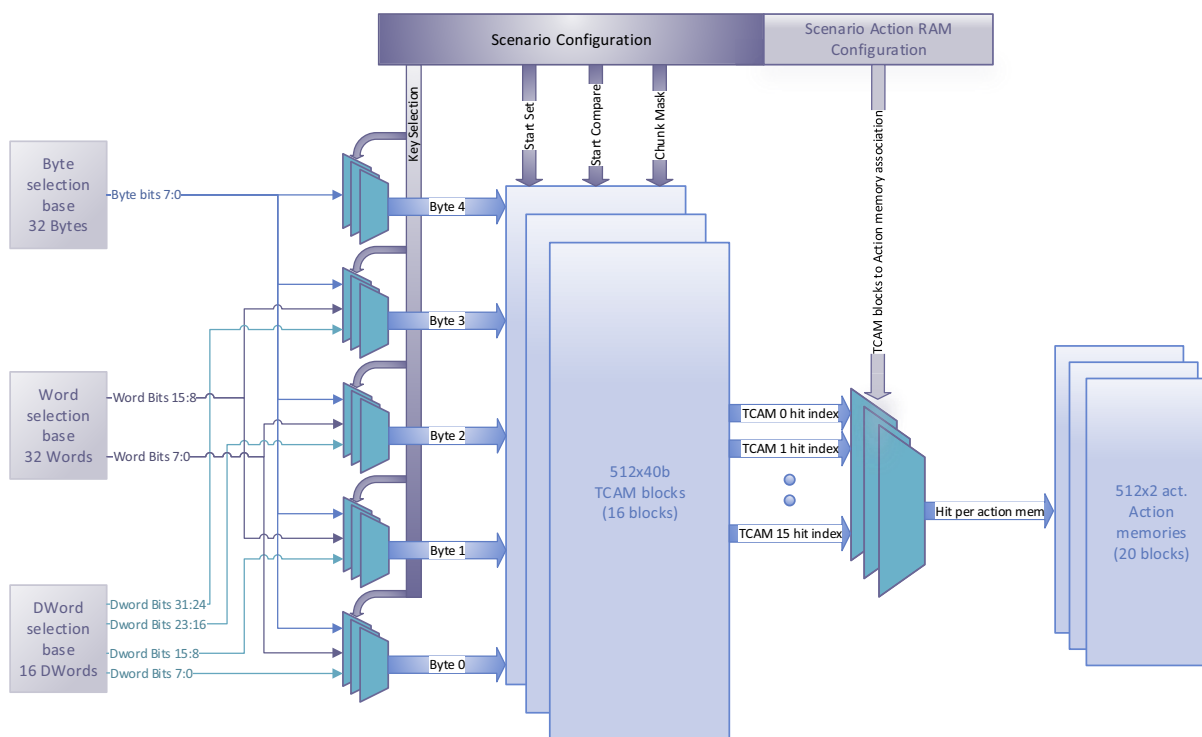 Scenario Configuration
Scenario Action RAM
Configuration
Key Selection
Start Set
Start Compare
Chunk Mask
TCAM blocks to Action memory association
Byte
selection
base
32 Bytes
Byte bits 7:0
Byte 4
Byte 3
Word
selection
base
32 Words
Word Bits 15:8
Word Bits 7:0
Byte 2
Byte 1
DWord
selection
base
16 DWords
Dword Bits 31:24
Dword Bits 23:16
Dword Bits 15:8
Dword Bits 7:0
Byte 0
512x40b
TCAM blocks
(16 blocks)
TCAM 0 hit index
TCAM 1 hit index
TCAM 15 hit index
Hit per action mem
512x2 act.
Action
memories
(20 blocks)